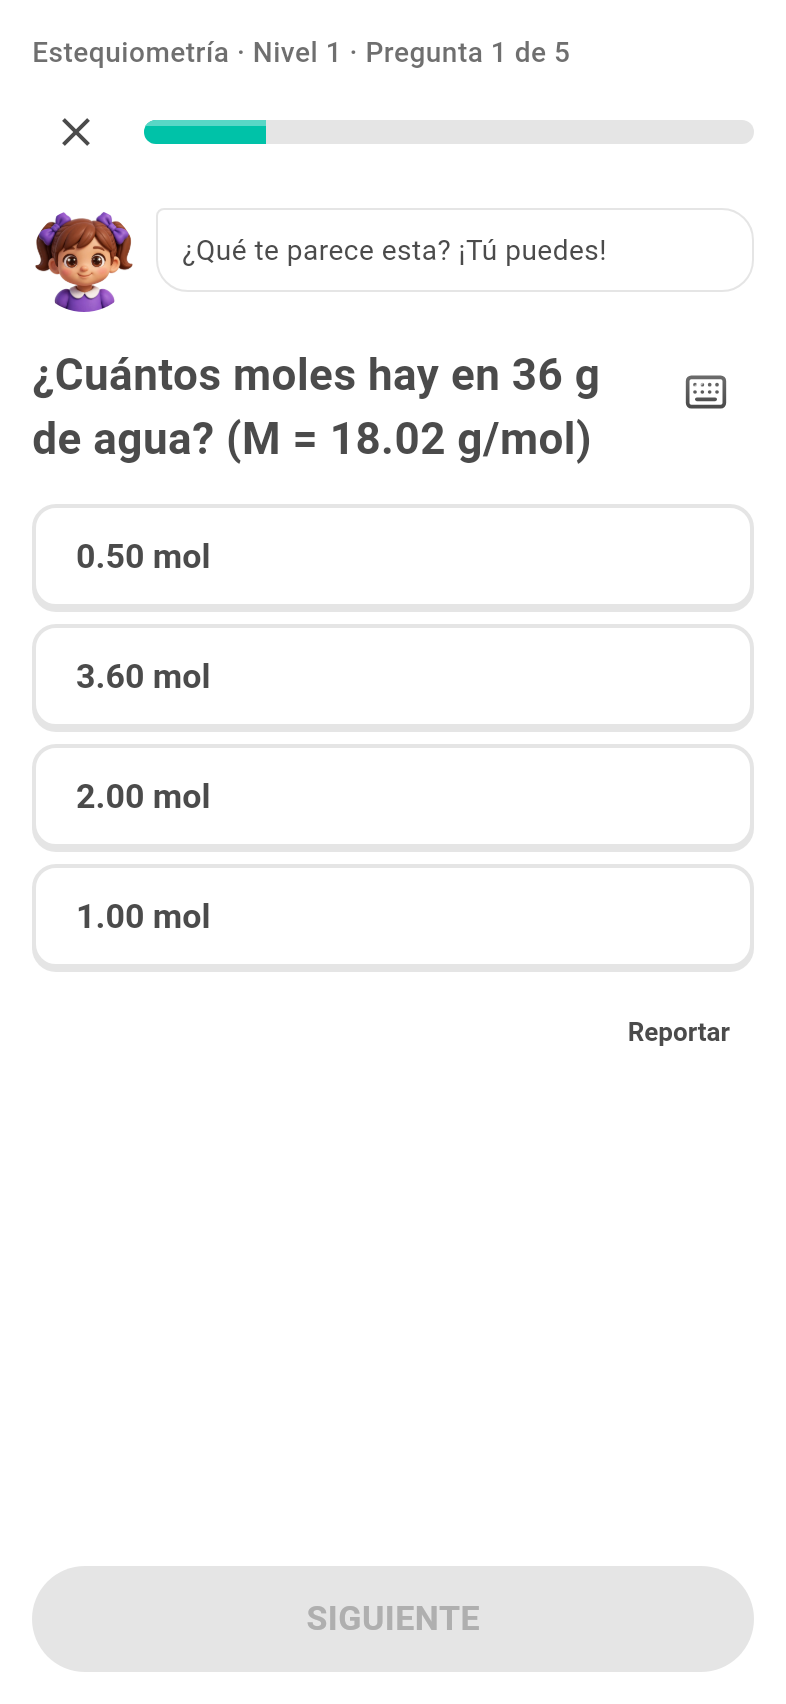 Estequiometría · Nivel 1 · Pregunta 1 de 5
¿Qué te parece esta? ¡Tú puedes!
¿Cuántos moles hay en 36 g
de agua? (M = 18.02 g/mol)
0.50 mol
3.60 mol
2.00 mol
1.00 mol
Reportar
SIGUIENTE